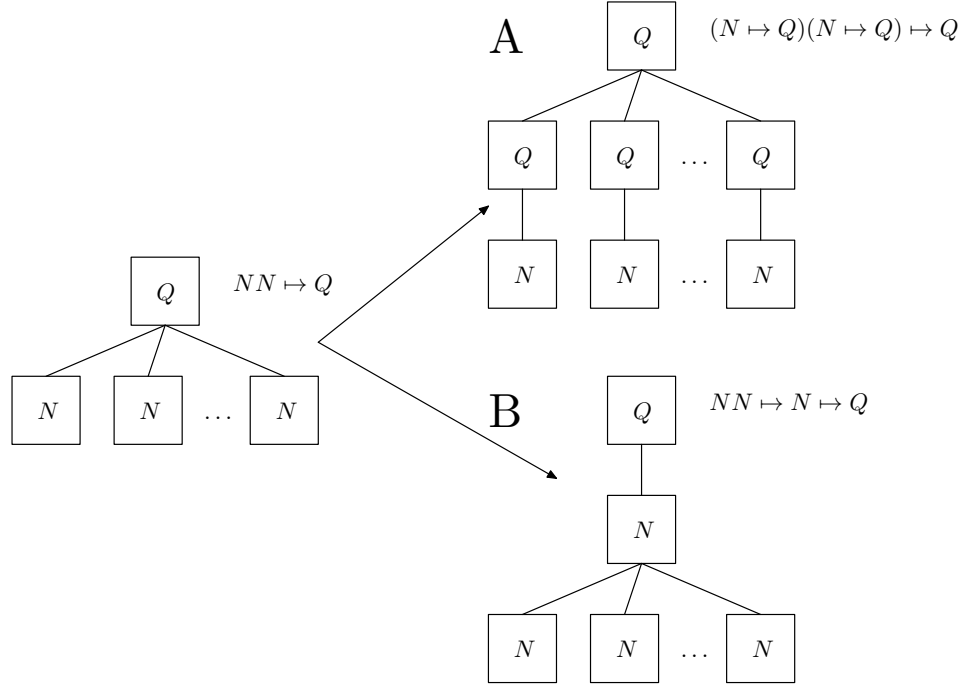 A
Q
(N ↦ Q)(N ↦ Q) ↦ Q
Q Q ... Q
N N ... N
Q
NN ↦ Q
N N ... N
B
Q
NN ↦ N ↦ Q
N
N N ... N